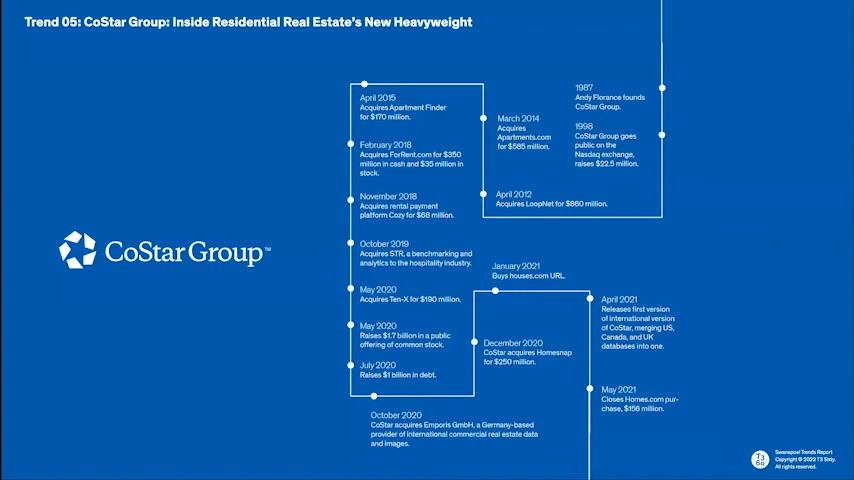 Trend 05: CoStar Group: Inside Residential Real Estate's New Heavyweight
1987
Andy Florance founds
CoStar Group.
1998
CoStar Group goes
public on the
Nasdaq exchange,
raises $22.5 million.
April 2012
Acquires LoopNet for $860 million.
March 2014
Acquires
Apartments.com
for $585 million.
April 2015
Acquires Apartment Finder
for $170 million.
February 2018
Acquires ForRent.com for $350
million in cash and $35 million in
stock.
November 2018
Acquires rental payment
platform Cozy for $68 million.
October 2019
Acquires STR, a benchmarking and
analytics to the hospitality industry.
May 2020
Acquires Ten-X for $190 million.
May 2020
Raises $1.7 billion in a public
offering of common stock.
July 2020
Raises $1 billion in debt.
October 2020
CoStar acquires Emporis GmbH, a Germany-based
provider of international commercial real estate data
and images.
December 2020
CoStar acquires Homesnap
for $250 million.
January 2021
Buys houses.com URL.
April 2021
Releases first version
of international version
of CoStar, merging US,
Canada, and UK
databases into one.
May 2021
Closes Homes.com pur-
chase, $156 million.
CoStar Group™
T3
60
Swanepoel Trends Report
Copyright © 2022 T3 Sixty.
All rights reserved.